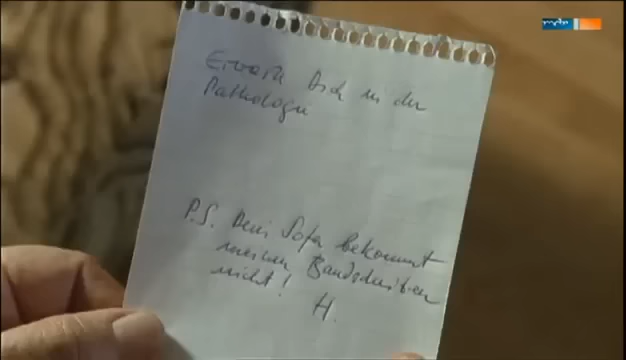 mdr
Erwarte Dich in der
Pathologie
P.S. Dein Sofa bekommt
meinen Bandscheiben
nicht!
H.